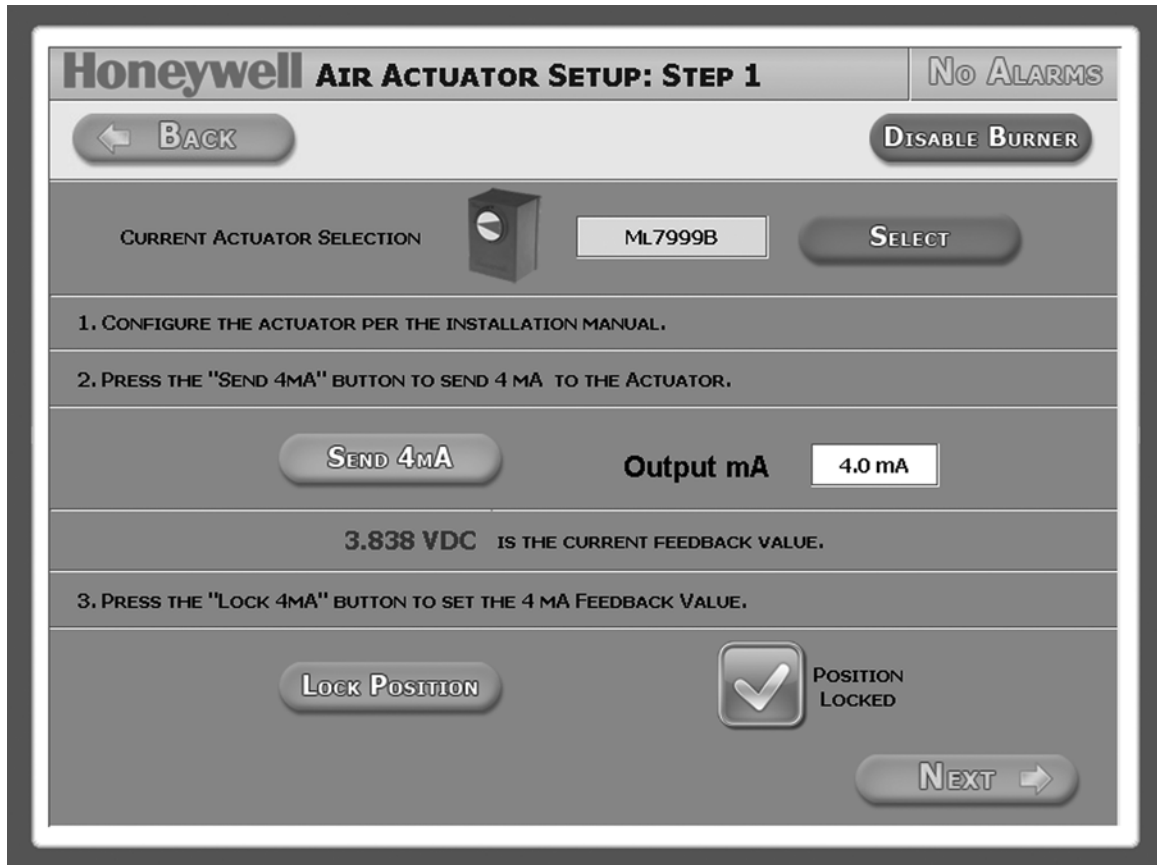 Honeywell AIR ACTUATOR SETUP: STEP 1
NO ALARMS
BACK
DISABLE BURNER
CURRENT ACTUATOR SELECTION
ML7999B
SELECT
1. CONFIGURE THE ACTUATOR PER THE INSTALLATION MANUAL.
2. PRESS THE "SEND 4MA" BUTTON TO SEND 4 MA TO THE ACTUATOR.
SEND 4MA
Output mA
4.0 mA
3.838 VDC IS THE CURRENT FEEDBACK VALUE.
3. PRESS THE "LOCK 4MA" BUTTON TO SET THE 4 MA FEEDBACK VALUE.
LOCK POSITION
POSITION
LOCKED
NEXT